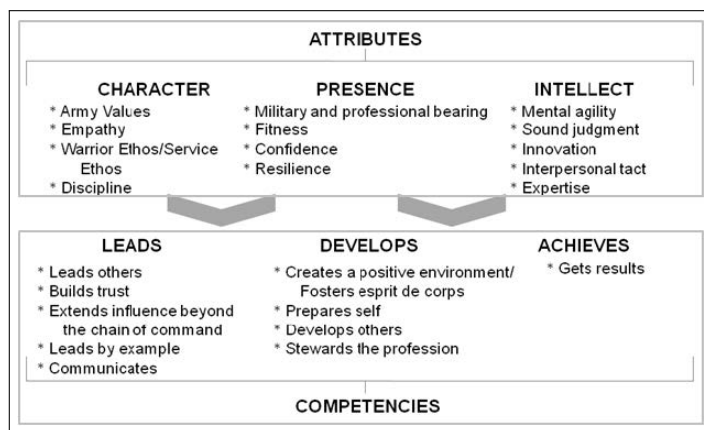 ATTRIBUTES
CHARACTER
* Army Values
* Empathy
* Warrior Ethos/Service
Ethos
* Discipline
PRESENCE
* Military and professional bearing
* Fitness
* Confidence
* Resilience
INTELLECT
* Mental agility
* Sound judgment
* Innovation
* Interpersonal tact
* Expertise
LEADS
* Leads others
* Builds trust
* Extends influence beyond
the chain of command
* Leads by example
* Communicates
DEVELOPS
* Creates a positive environment/
Fosters esprit de corps
* Prepares self
* Develops others
* Stewards the profession
ACHIEVES
* Gets results
COMPETENCIES